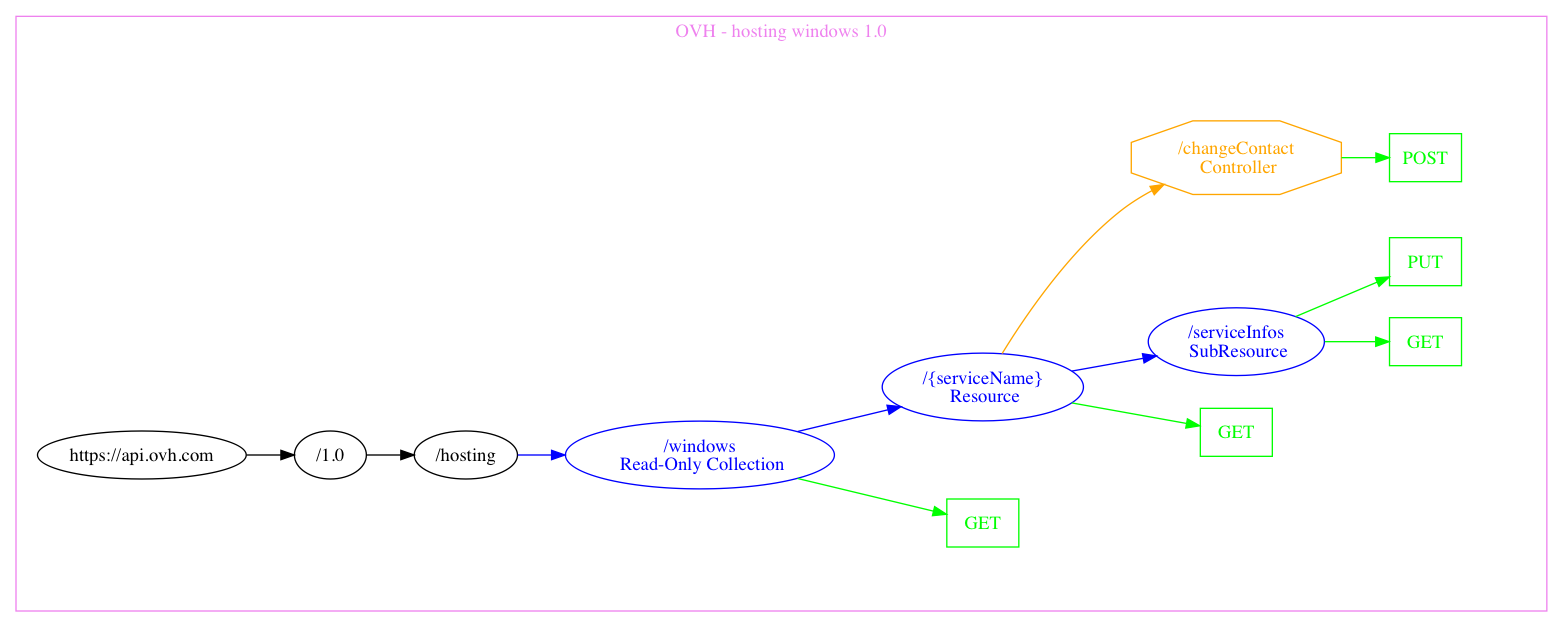 OVH - hosting windows 1.0
/changeContact
Controller
POST
PUT
/serviceInfos
SubResource
GET
/{serviceName}
Resource
GET
https://api.ovh.com
/1.0
/hosting
/windows
Read-Only Collection
GET